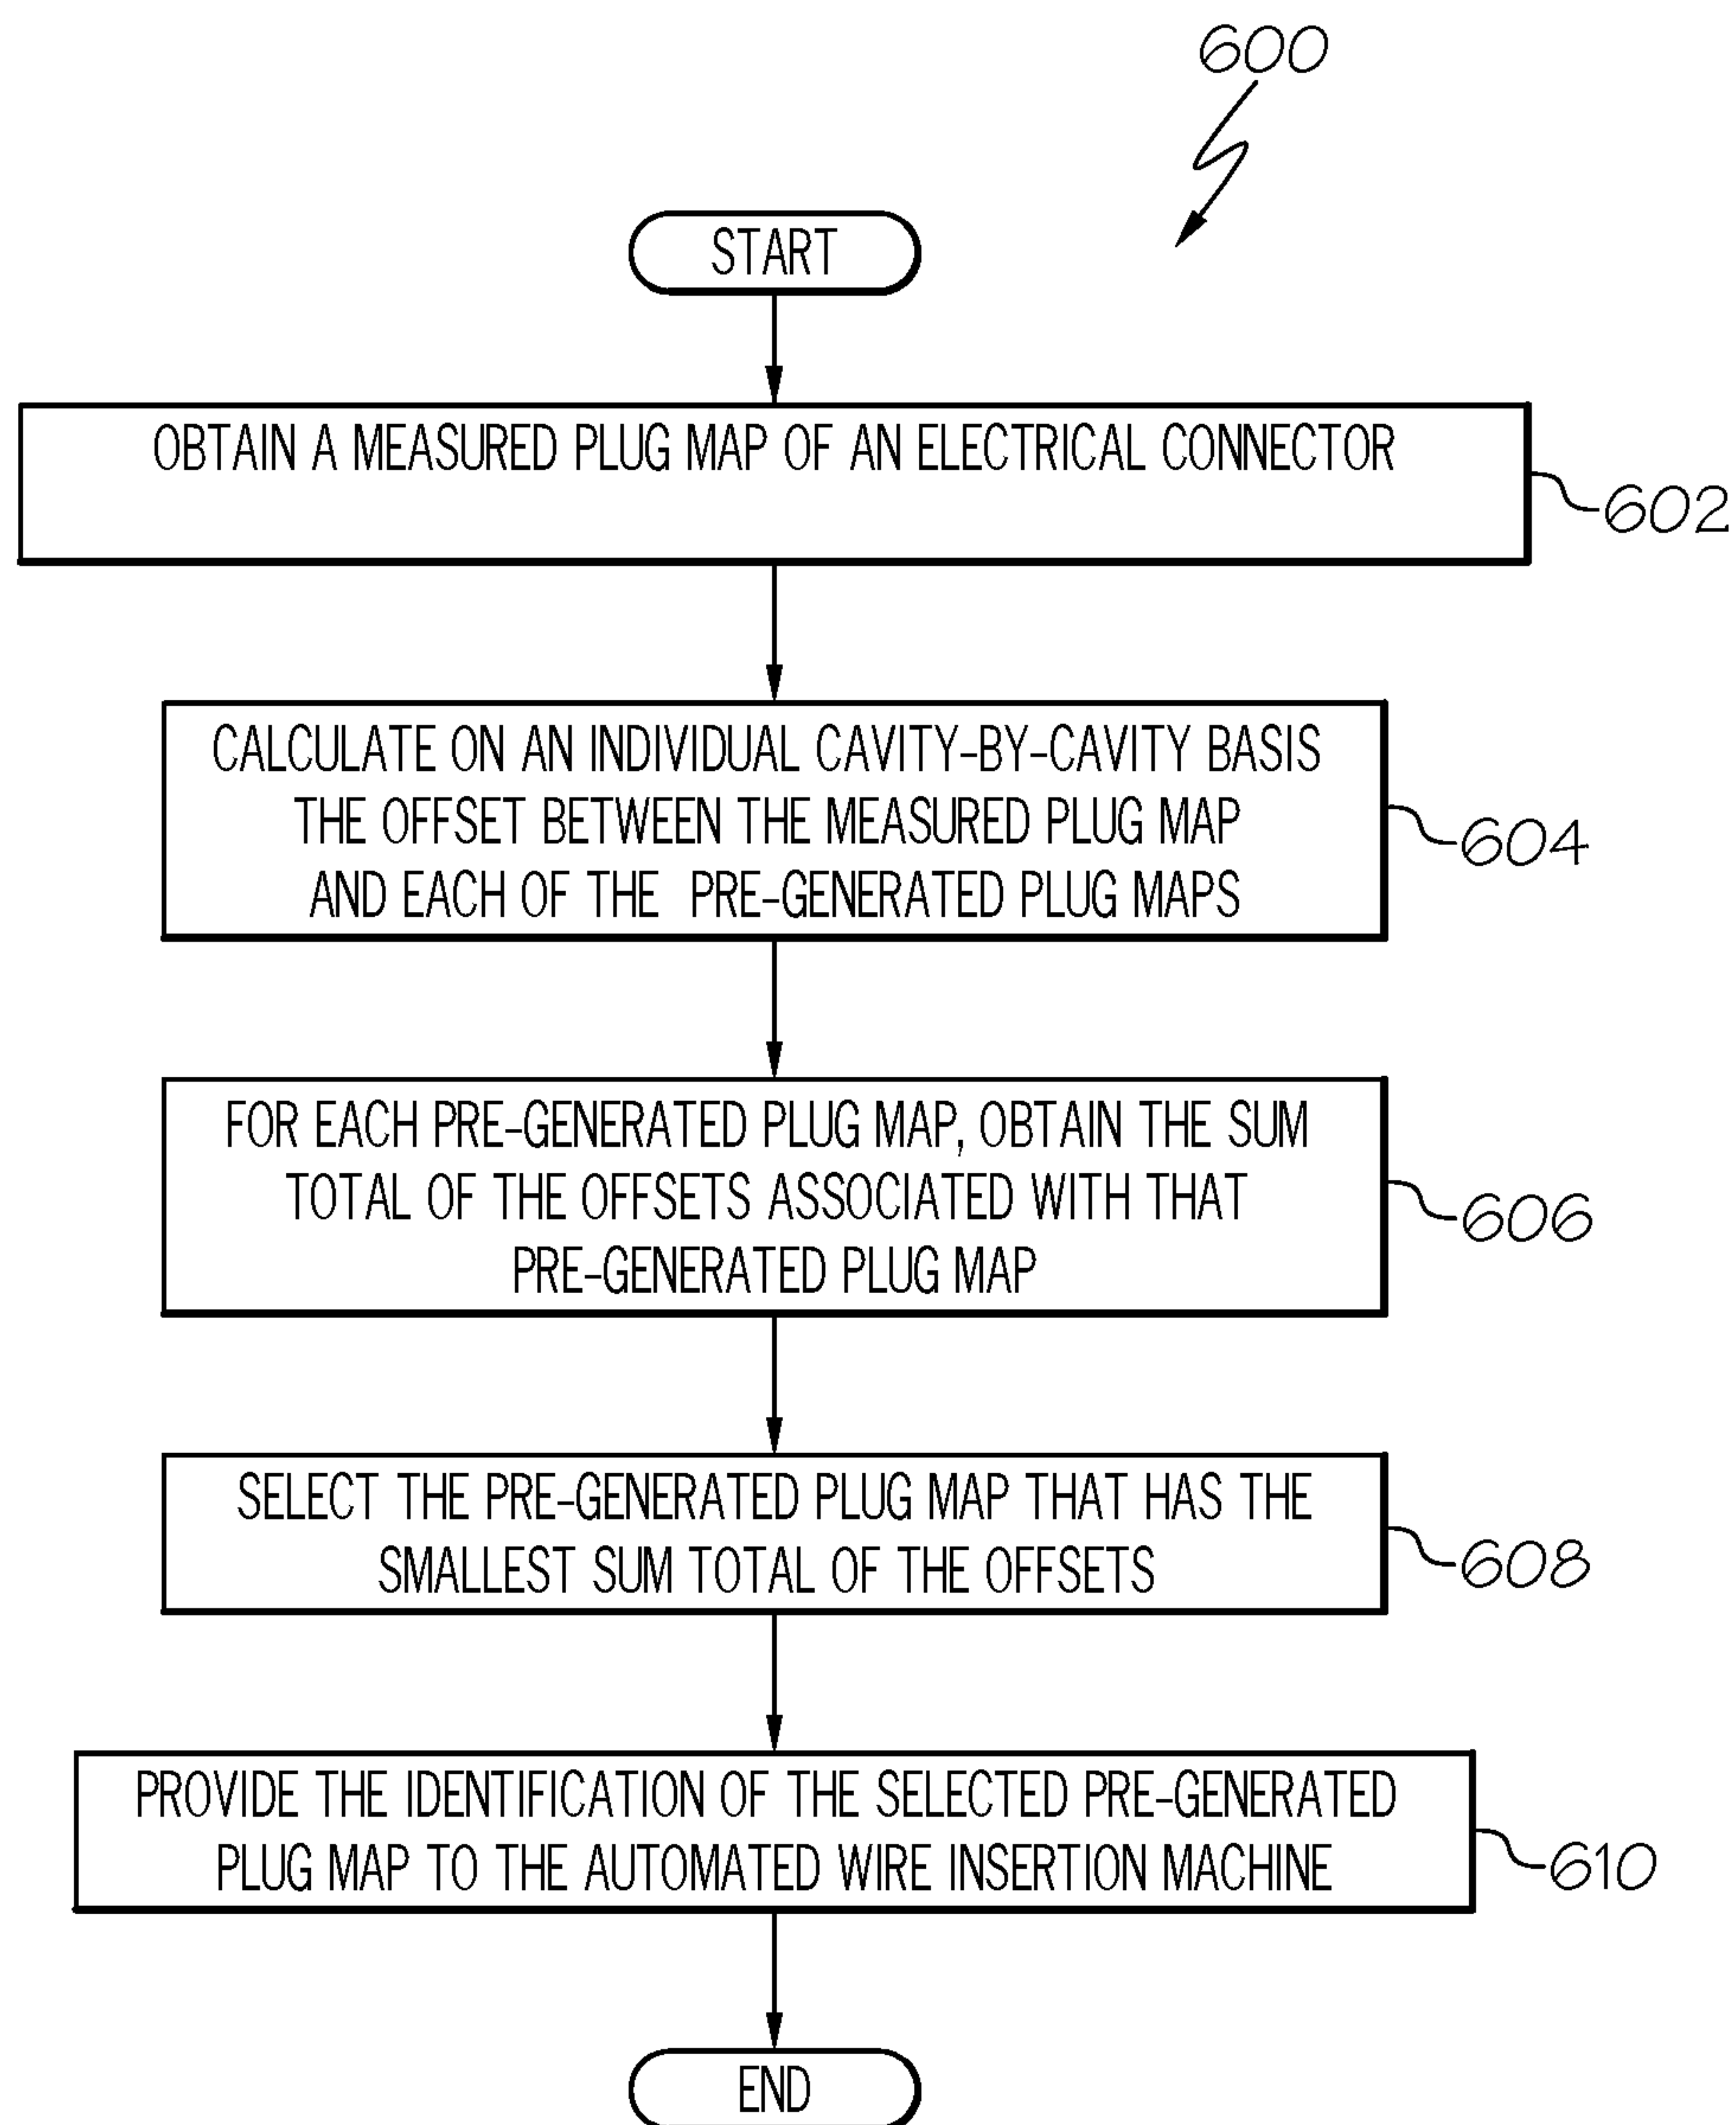 600
START
OBTAIN A MEASURED PLUG MAP OF AN ELECTRICAL CONNECTOR
602
CALCULATE ON AN INDIVIDUAL CAVITY-BY-CAVITY BASIS
THE OFFSET BETWEEN THE MEASURED PLUG MAP
AND EACH OF THE PRE-GENERATED PLUG MAPS
604
FOR EACH PRE-GENERATED PLUG MAP, OBTAIN THE SUM
TOTAL OF THE OFFSETS ASSOCIATED WITH THAT
PRE-GENERATED PLUG MAP
606
SELECT THE PRE-GENERATED PLUG MAP THAT HAS THE
SMALLEST SUM TOTAL OF THE OFFSETS
608
PROVIDE THE IDENTIFICATION OF THE SELECTED PRE-GENERATED
PLUG MAP TO THE AUTOMATED WIRE INSERTION MACHINE
610
END